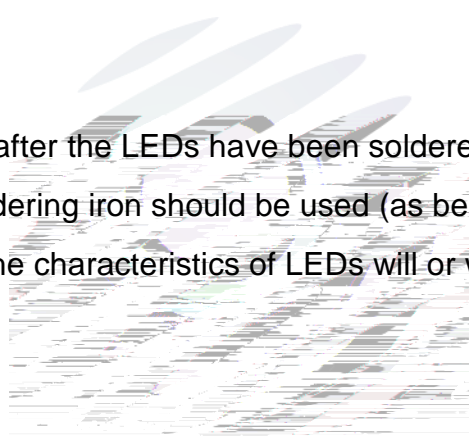 after the LEDs have been soldere
dering iron should be used (as be
he characteristics of LEDs will or